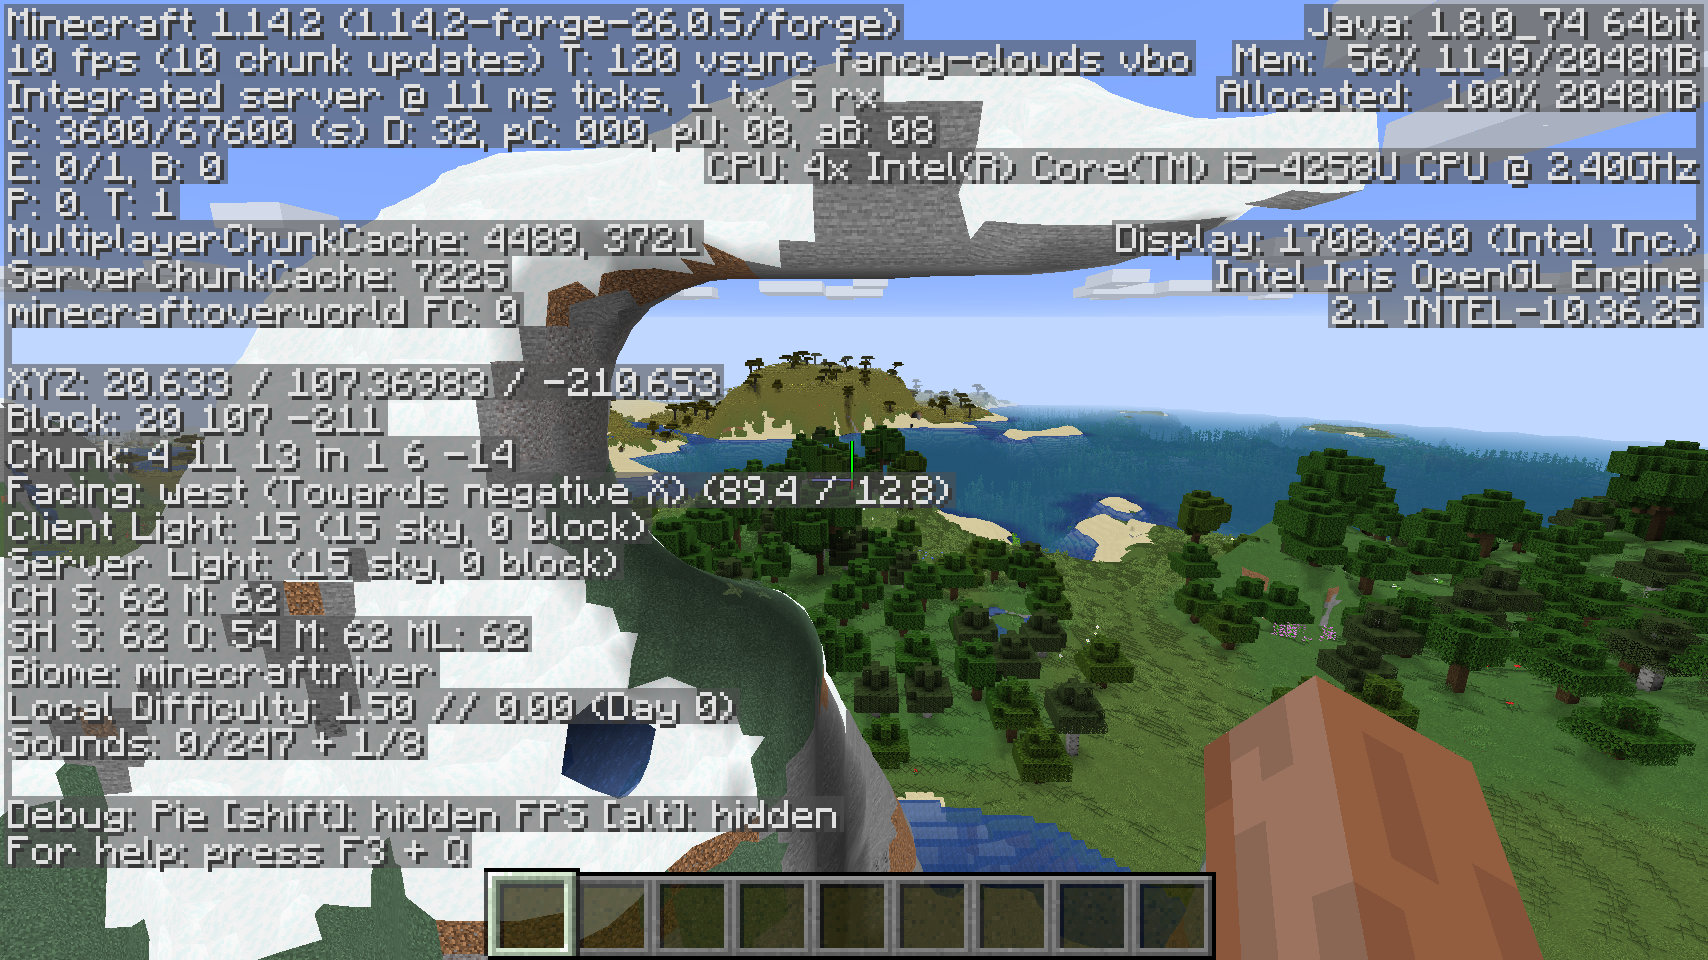 Minecraft 1.14.2 (1.14.2-forge-26.0.5/forge)
10 fps (10 chunk updates) T: 120 vsync fancy-clouds vbo
Integrated server @ 11 ms ticks, 1 tx, 5 rx
C: 3600/67600 (s) D: 32, pC: 000, pU: 08, aB: 08
E: 0/1, B: 0
P: 0. T: 1
MultiplayerChunkCache: 4489, 3721
ServerChunkCache: 7225
minecraft:overworld FC: 0
XYZ: 20.633 / 107.36983 / -210.653
Block: 20 107 -211
Chunk: 4 11 13 in 1 6 -14
Facing: west (Towards negative X) (89.4 / 12.8)
Client Light: 15 (15 sky, 0 block)
Server Light: (15 sky, 0 block)
CH S: 62 M: 62
SH S: 62 O: 54 M: 62 ML: 62
Biome: minecraft:river
Local Difficulty: 1.50 // 0.00 (Day 0)
Sounds: 0/247 + 1/8
Debug: Pie [shift]: hidden FPS [alt]: hidden
For help: press F3 + Q
Java: 1.8.0_74 64bit
Mem: 56% 1149/2048MB
Allocated: 100% 2048MB
CPU: 4x Intel(R) Core(TM) i5-4258U CPU @ 2.40GHz
Display: 1708x960 (Intel Inc.)
Intel Iris OpenGL Engine
2.1 INTEL-10.36.25